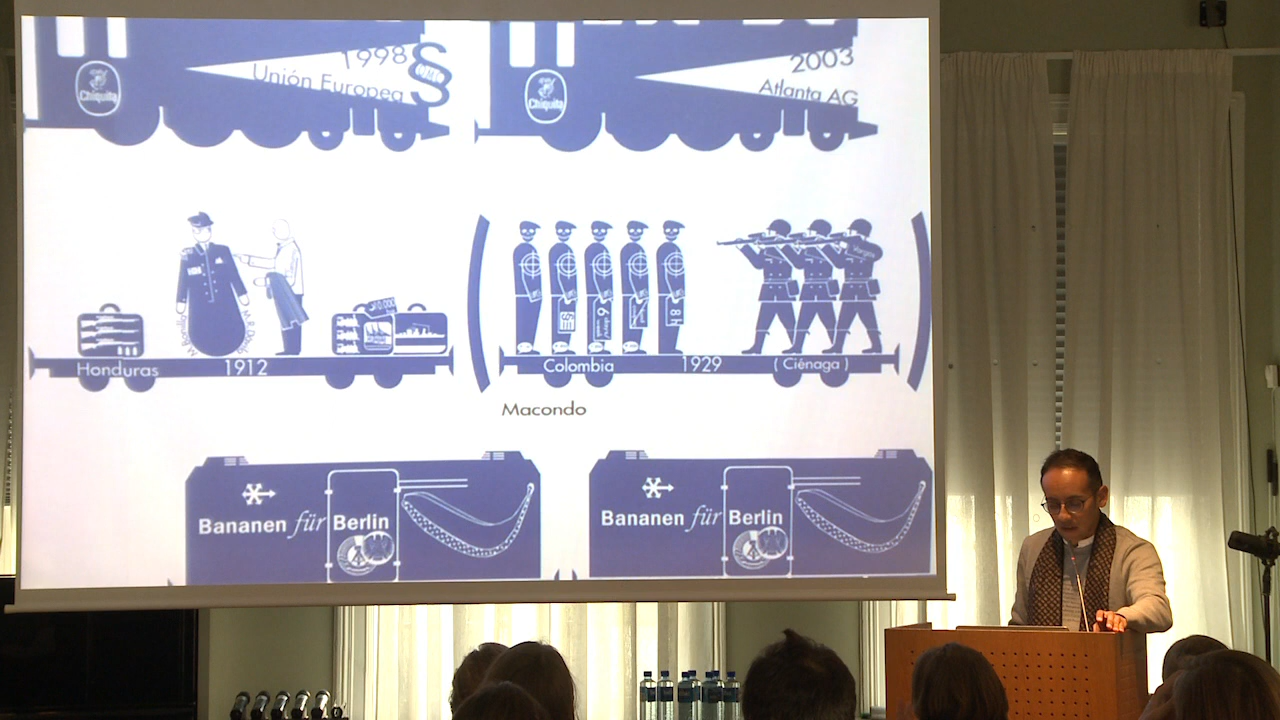 1998
Unión Europea
Chiquita
2003
Atlanta AG
Chiquita
Honduras 1912
Colombia 1929 ( Ciénaga )
Macondo
Bananen für Berlin
Bananen für Berlin